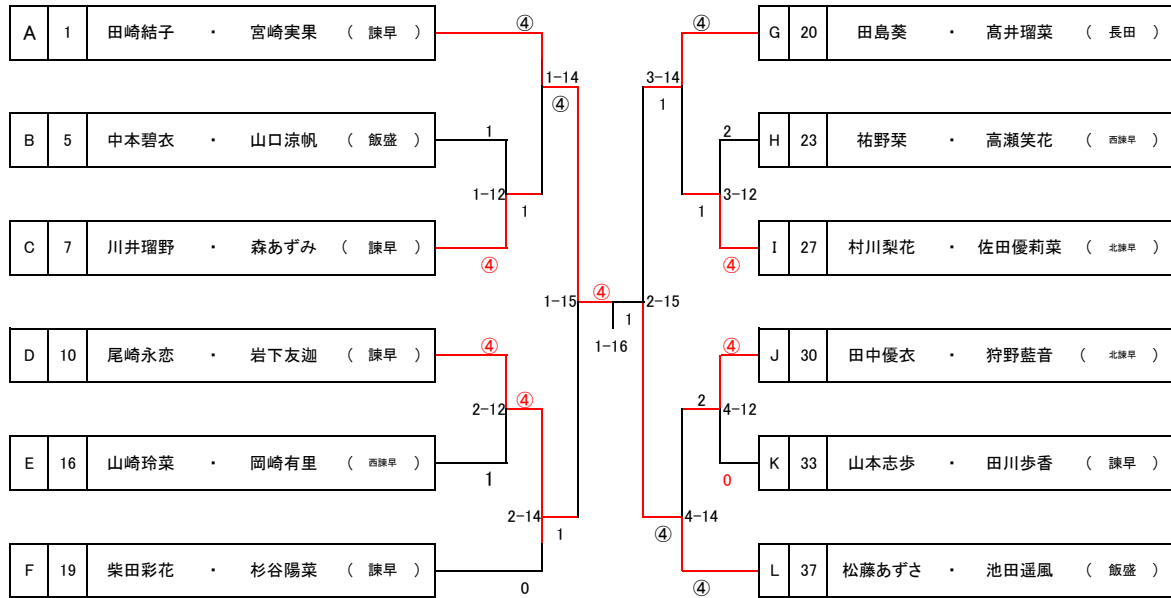 A 1 田崎結子 ・ 宮崎実果 ( 諫早 ) ④ ④ G 20 田島葵 ・ 髙井瑠菜 ( 長田 )
1-14 3-14
④ 1
B 5 中本碧衣 ・ 山口涼帆 ( 飯盛 ) 1 2 H 23 祐野栞 ・ 高瀬笑花 ( 西諫早 )
1-12 3-12
1 1
C 7 川井瑠野 ・ 森あずみ ( 諫早 ) ④ ④ I 27 村川梨花 ・ 佐田優莉菜 ( 北諫早 )
1-15 ④ 2-15
1
1-16
D 10 尾崎永恋 ・ 岩下友迦 ( 諫早 ) ④ ④ J 30 田中優衣 ・ 狩野藍音 ( 北諫早 )
2-12 ④ 2 4-12
E 16 山崎玲菜 ・ 岡崎有里 ( 西諫早 ) 1 0 K 33 山本志歩 ・ 田川歩香 ( 諫早 )
2-14 4-14
1 ④
F 19 柴田彩花 ・ 杉谷陽菜 ( 諫早 ) 0 ④ L 37 松藤あずさ ・ 池田遥風 ( 飯盛 )